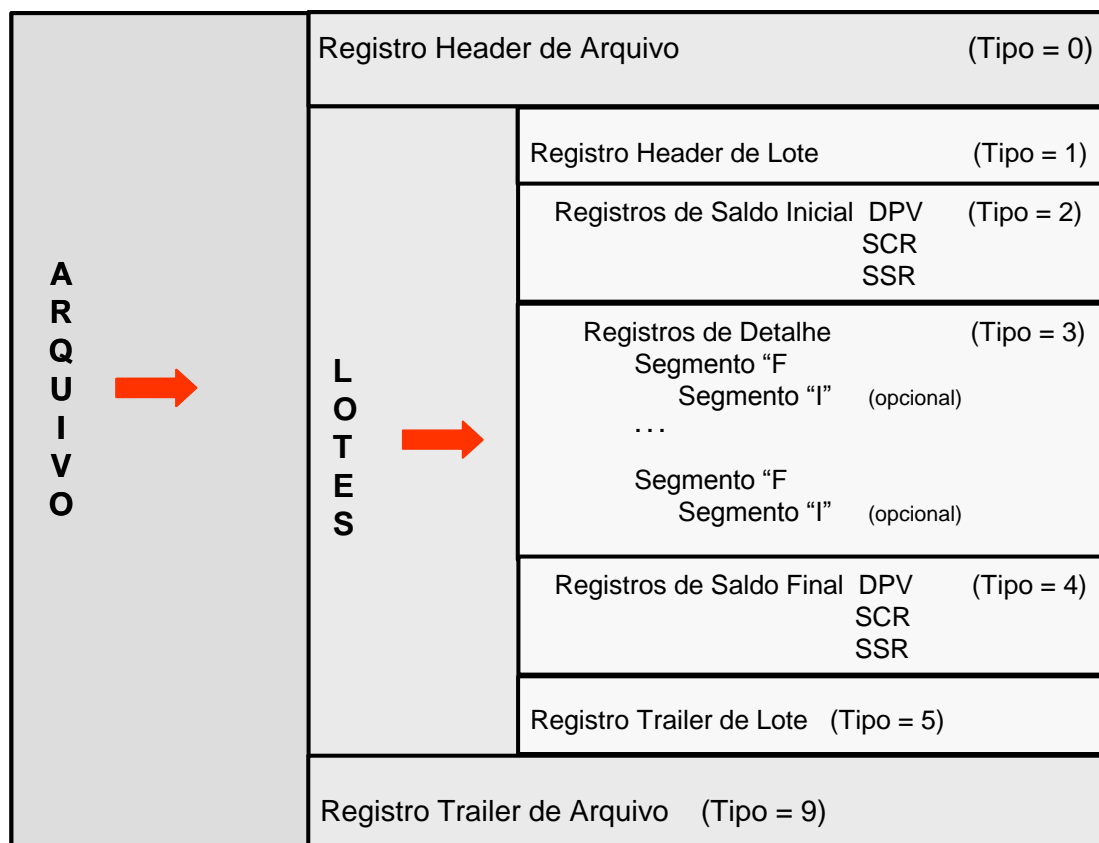 Registro Header de Arquivo (Tipo = 0)
ARQUIVO
LOTES
Registro Header de Lote (Tipo = 1)
Registros de Saldo Inicial DPV (Tipo = 2)
SCR
SSR
Registros de Detalhe (Tipo = 3)
Segmento “F
Segmento “I” (opcional)
...
Segmento “F
Segmento “I” (opcional)
Registros de Saldo Final DPV (Tipo = 4)
SCR
SSR
Registro Trailer de Lote (Tipo = 5)
Registro Trailer de Arquivo (Tipo = 9)